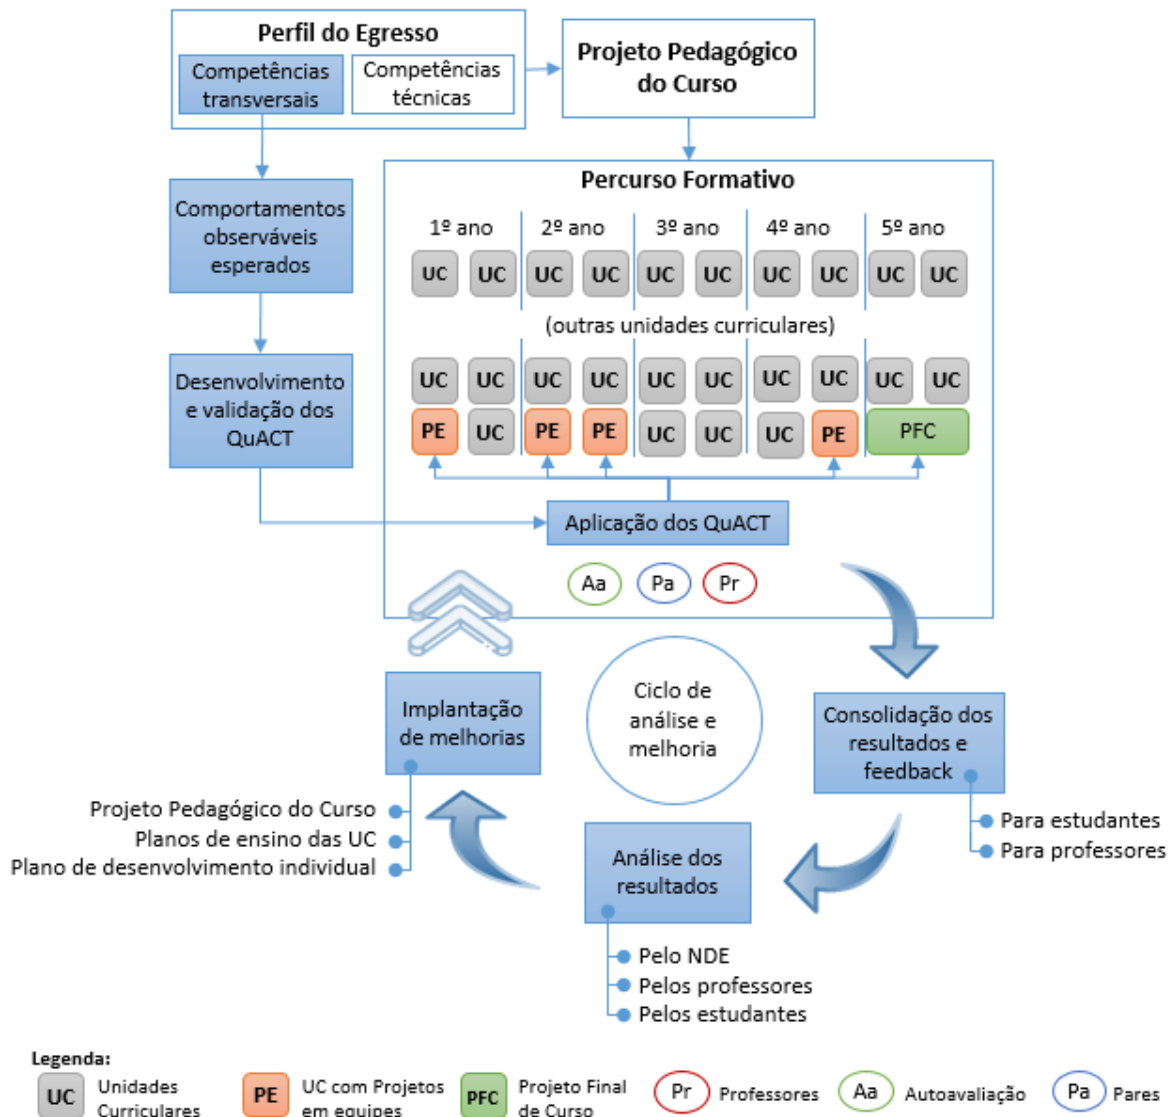 Perfil do Egresso
Competências
transversais
Competências
técnicas
Projeto Pedagógico
do Curso
Comportamentos
observáveis
esperados
Desenvolvimento
e validação dos
QuACT
Percurso Formativo
1º ano 2º ano 3º ano 4º ano 5º ano
UC UC UC UC UC UC UC UC UC UC
(outras unidades curriculares)
UC UC UC UC UC UC UC UC UC UC
PE UC PE PE UC UC UC PE PFC
Aplicação dos QuACT
Aa Pa Pr
Ciclo de
análise e
melhoria
Consolidação dos
resultados e
feedback
Para estudantes
Para professores
Análise dos
resultados
Pelo NDE
Pelos professores
Pelos estudantes
Implantação
de melhorias
Projeto Pedagógico do Curso
Planos de ensino das UC
Plano de desenvolvimento individual
Legenda:
UC Unidades
Curriculares
PE UC com Projetos
em equipes
PFC Projeto Final
de Curso
Pr Professores
Aa Autoavaliação
Pa Pares